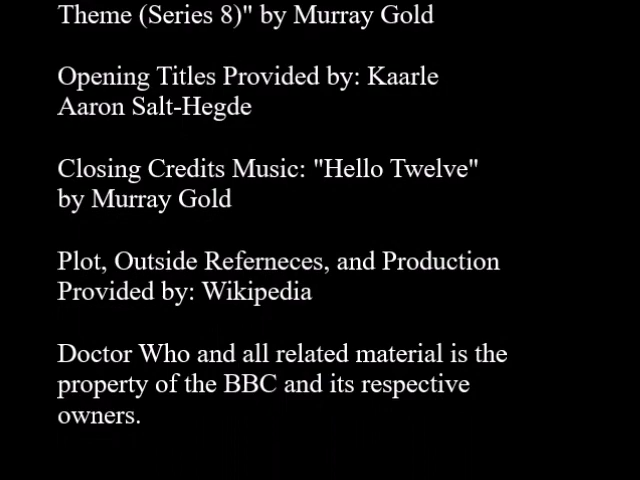 Theme (Series 8)" by Murray Gold
Opening Titles Provided by: Kaarle
Aaron Salt-Hegde
Closing Credits Music: "Hello Twelve"
by Murray Gold
Plot, Outside Referneces, and Production
Provided by: Wikipedia
Doctor Who and all related material is the
property of the BBC and its respective
owners.